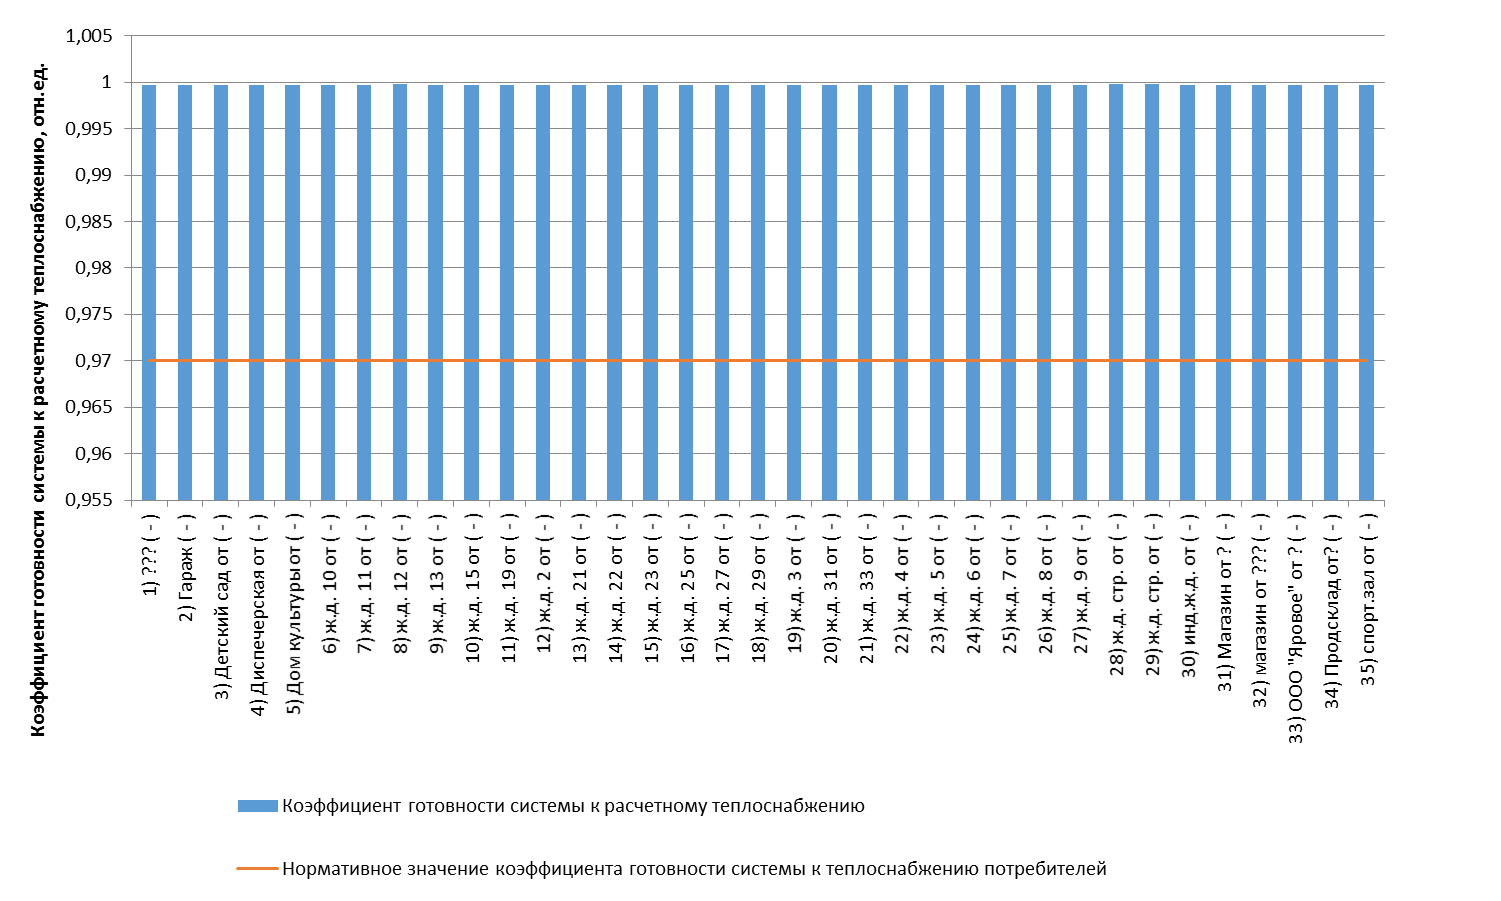 Коэффициент готовности системы к расчетному теплоснабжению, отн.ед.
1,005
1
0,995
0,99
0,985
0,98
0,975
0,97
0,965
0,96
0,955
1) ??? ( - )
2) Гараж ( - )
3) Детский сад от ( - )
4) Диспечерская от ( - )
5) Дом культуры от ( - )
6) ж.д. 10 от ( - )
7) ж.д. 11 от ( - )
8) ж.д. 12 от ( - )
9) ж.д. 13 от ( - )
10) ж.д. 15 от ( - )
11) ж.д. 19 от ( - )
12) ж.д. 2 от ( - )
13) ж.д. 21 от ( - )
14) ж.д. 22 от ( - )
15) ж.д. 23 от ( - )
16) ж.д. 25 от ( - )
17) ж.д. 27 от ( - )
18) ж.д. 29 от ( - )
19) ж.д. 3 от ( - )
20) ж.д. 31 от ( - )
21) ж.д. 33 от ( - )
22) ж.д. 4 от ( - )
23) ж.д. 5 от ( - )
24) ж.д. 6 от ( - )
25) ж.д. 7 от ( - )
26) ж.д. 8 от ( - )
27) ж.д. 9 от ( - )
28) ж.д. стр. от ( - )
29) ж.д. стр. от ( - )
30) инд.ж.д. от ( - )
31) Магазин от ? ( - )
32) магазин от ??? ( - )
33) ООО "Яровое" от ? ( - )
34) Продсклад от? ( - )
35) спорт.зал от ( - )
Коэффициент готовности системы к расчетному теплоснабжению
Нормативное значение коэффициента готовности системы к теплоснабжению потребителей